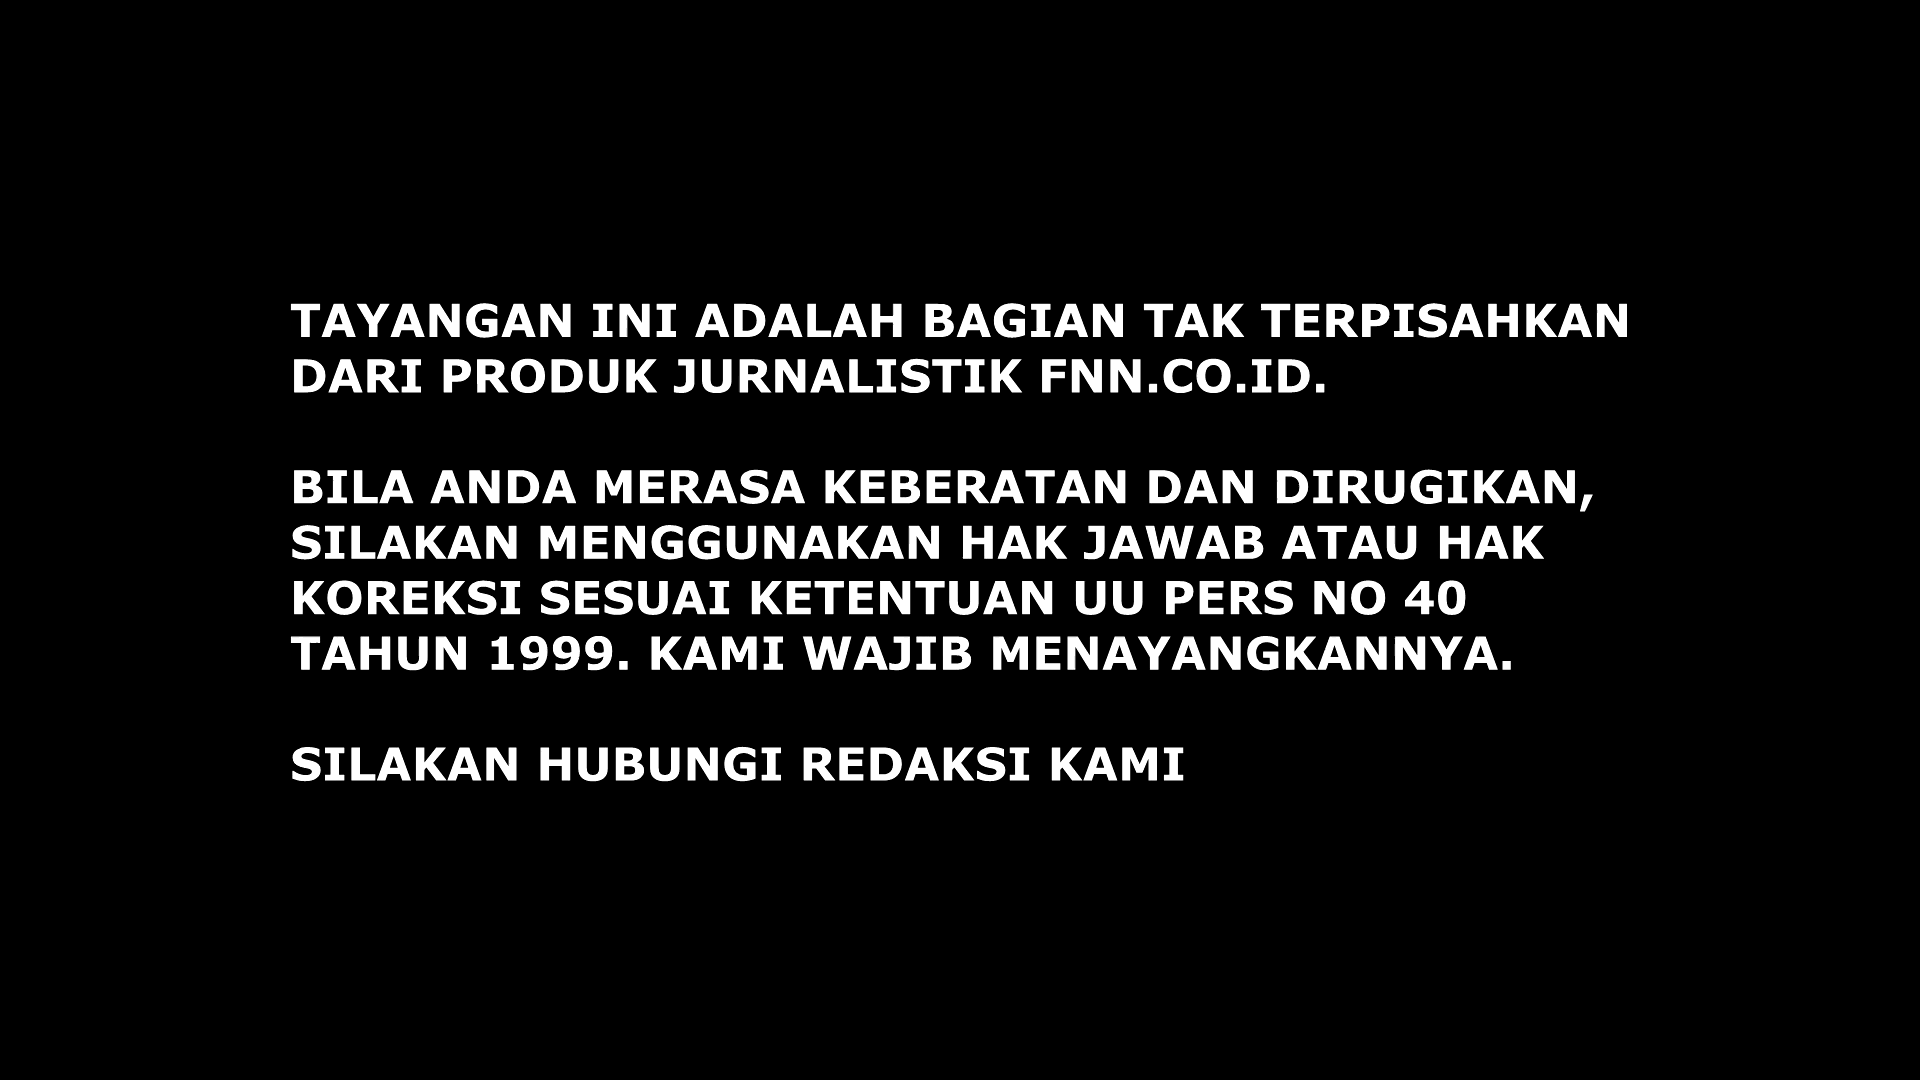 TAYANGAN INI ADALAH BAGIAN TAK TERPISAHKAN
DARI PRODUK JURNALISTIK FNN.CO.ID.
BILA ANDA MERASA KEBERATAN DAN DIRUGIKAN,
SILAKAN MENGGUNAKAN HAK JAWAB ATAU HAK
KOREKSI SESUAI KETENTUAN UU PERS NO 40
TAHUN 1999. KAMI WAJIB MENAYANGKANNYA.
SILAKAN HUBUNGI REDAKSI KAMI